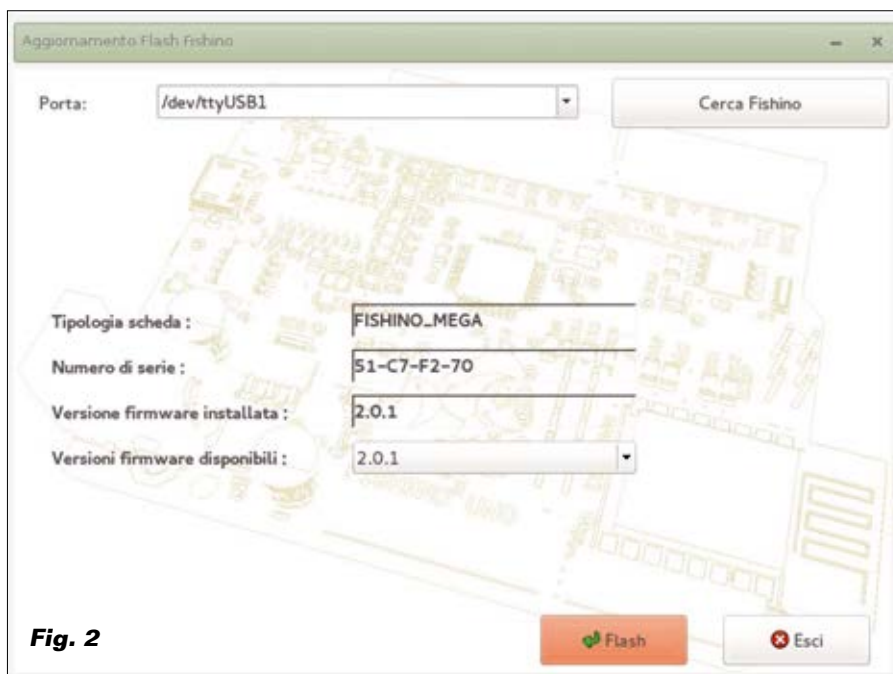 Aggiornamento Flash Fishino
Porta: /dev/ttyUSB1 Cerca Fishino
Tipologia scheda : FISHINO_MEGA
Numero di serie : 51-C7-F2-70
Versione firmware installata : 2.0.1
Versioni firmware disponibili : 2.0.1
UNO
Fig. 2 Flash Esci